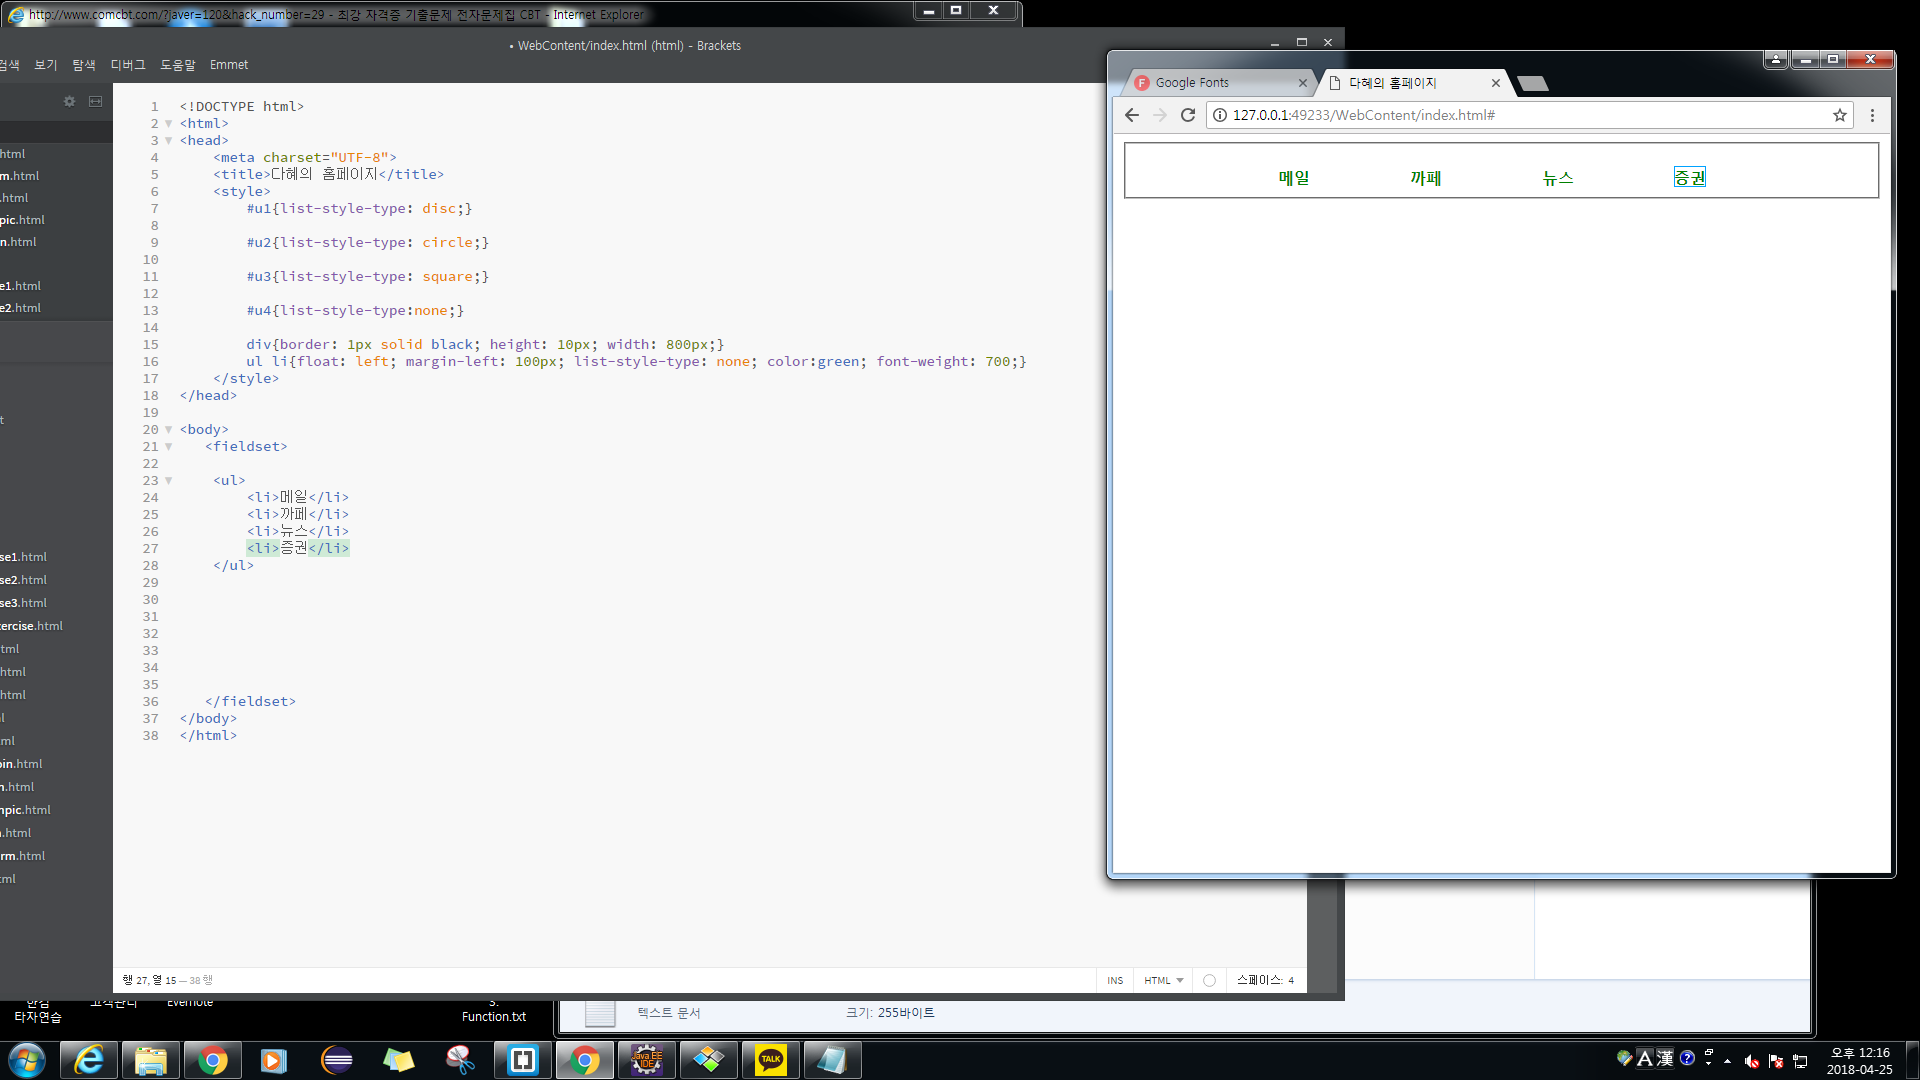 http://www.comcbt.com/?javer=120&hack_number=29 - 최강 자격증 기출문제 전자문제집 CBT - Internet Explorer
• WebContent/index.html (html) - Brackets
검색 보기 탐색 디버그 도움말 Emmet
html
m.html
.html
pic.html
n.html
e1.html
e2.html
t
se1.html
se2.html
se3.html
ercise.html
tml
html
html
l
ml
oin.html
n.html
mpic.html
.html
rm.html
ml
1 <!DOCTYPE html>
2 <html>
3 <head>
4 <meta charset="UTF-8">
5 <title>다혜의 홈페이지</title>
6 <style>
7 #u1{list-style-type: disc;}
8
9 #u2{list-style-type: circle;}
10
11 #u3{list-style-type: square;}
12
13 #u4{list-style-type:none;}
14
15 div{border: 1px solid black; height: 10px; width: 800px;}
16 ul li{float: left; margin-left: 100px; list-style-type: none; color:green; font-weight: 700;}
17 </style>
18 </head>
19
20 <body>
21 <fieldset>
22
23 <ul>
24 <li>메일</li>
25 <li>까페</li>
26 <li>뉴스</li>
27 <li>증권</li>
28 </ul>
29
30
31
32
33
34
35
36 </fieldset>
37 </body>
38 </html>
행 27, 열 15 — 38 행
INS HTML 스페이스: 4
Google Fonts
다혜의 홈페이지
127.0.0.1:49233/WebContent/index.html#
메일 까페 뉴스 증권
타자연습
고객관리
Evernote
Function.txt
텍스트 문서 크기: 255바이트
Java EE IDE
TALK
A 漢
오후 12:16
2018-04-25